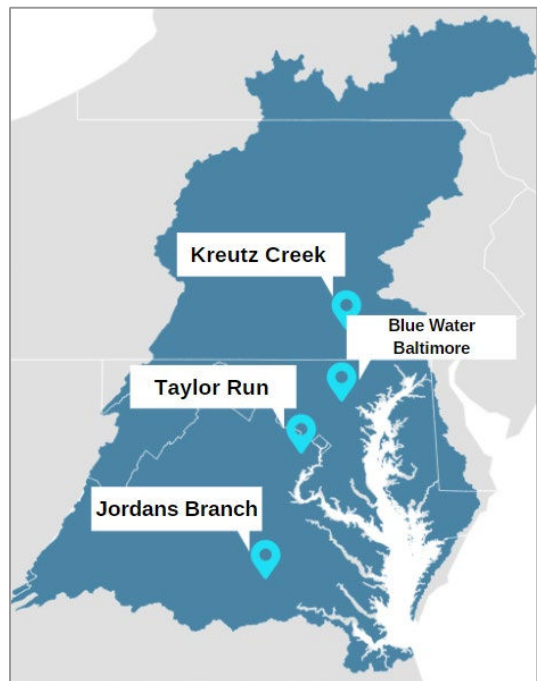 Kreutz Creek
Blue Water
Baltimore
Taylor Run
Jordans Branch